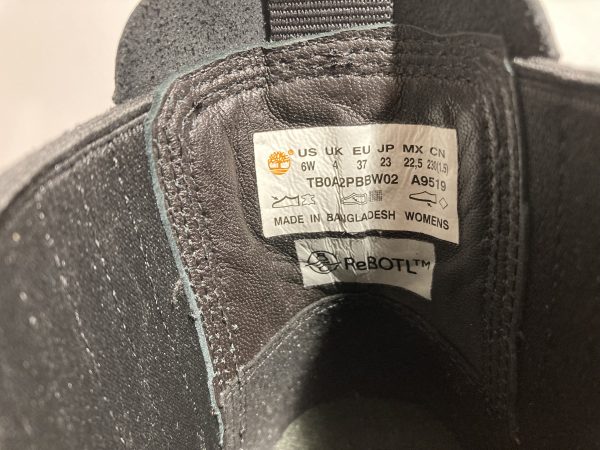 US UK EU JP MX CN
6W 4 37 23 22.5 230(1.5)
TB0A2PBBW02 A9519
MADE IN BANGLADESH WOMENS
ReBOTL™